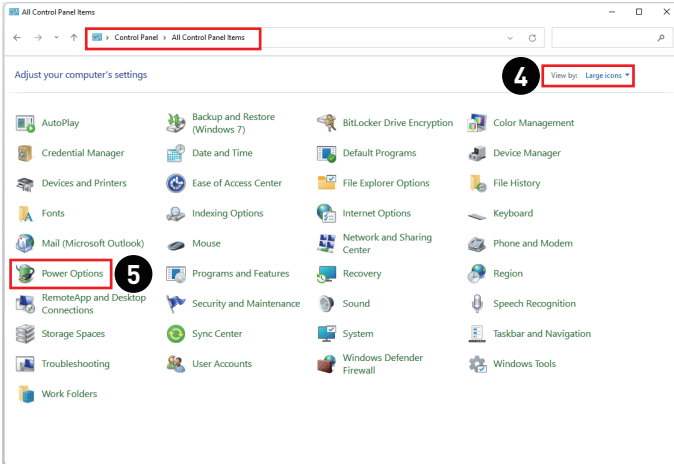 All Control Panel Items
Control Panel > All Control Panel Items
Adjust your computer's settings
4
View by: Large icons
AutoPlay
Backup and Restore
(Windows 7)
BitLocker Drive Encryption
Color Management
Credential Manager
Date and Time
Default Programs
Device Manager
Devices and Printers
Ease of Access Center
File Explorer Options
File History
Fonts
Indexing Options
Internet Options
Keyboard
Mail (Microsoft Outlook)
Mouse
Network and Sharing
Center
Phone and Modem
Power Options
5
Programs and Features
Recovery
Region
RemoteApp and Desktop
Connections
Security and Maintenance
Sound
Speech Recognition
Storage Spaces
Sync Center
System
Taskbar and Navigation
Troubleshooting
User Accounts
Windows Defender
Firewall
Windows Tools
Work Folders